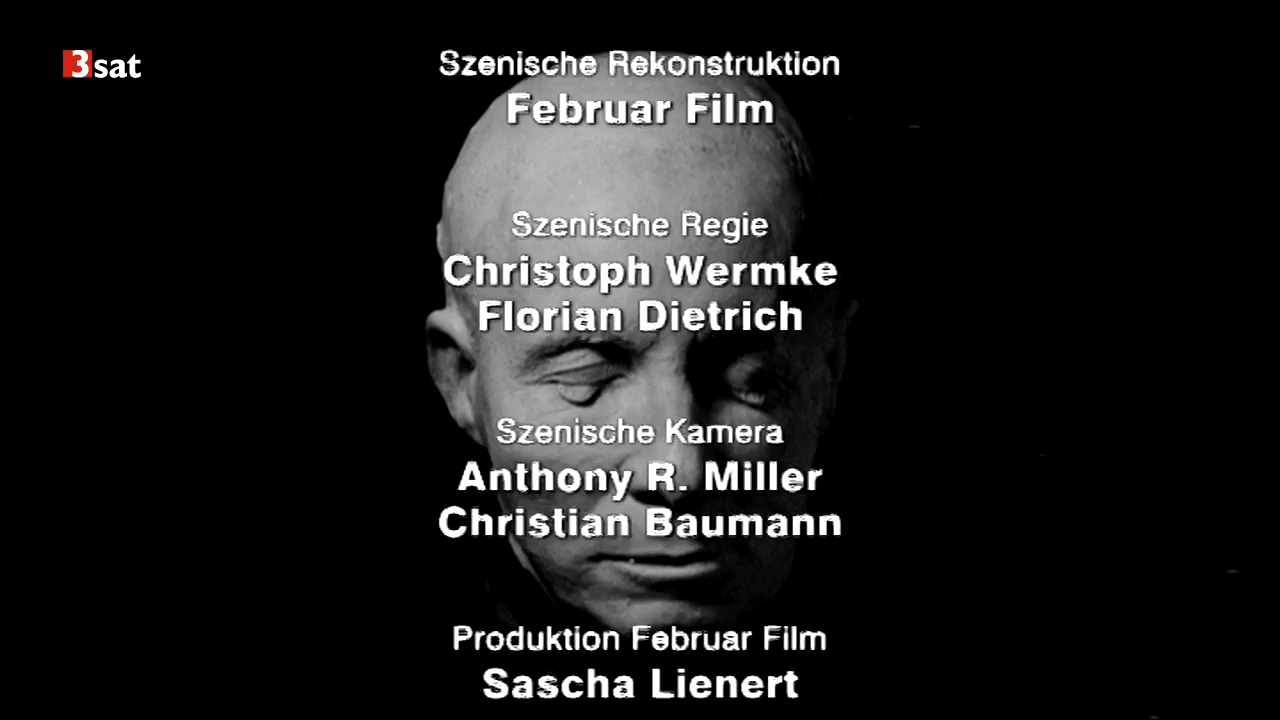 3sat
Szenische Rekonstruktion
Februar Film
Szenische Regie
Christoph Wermke
Florian Dietrich
Szenische Kamera
Anthony R. Miller
Christian Baumann
Produktion Februar Film
Sascha Lienert